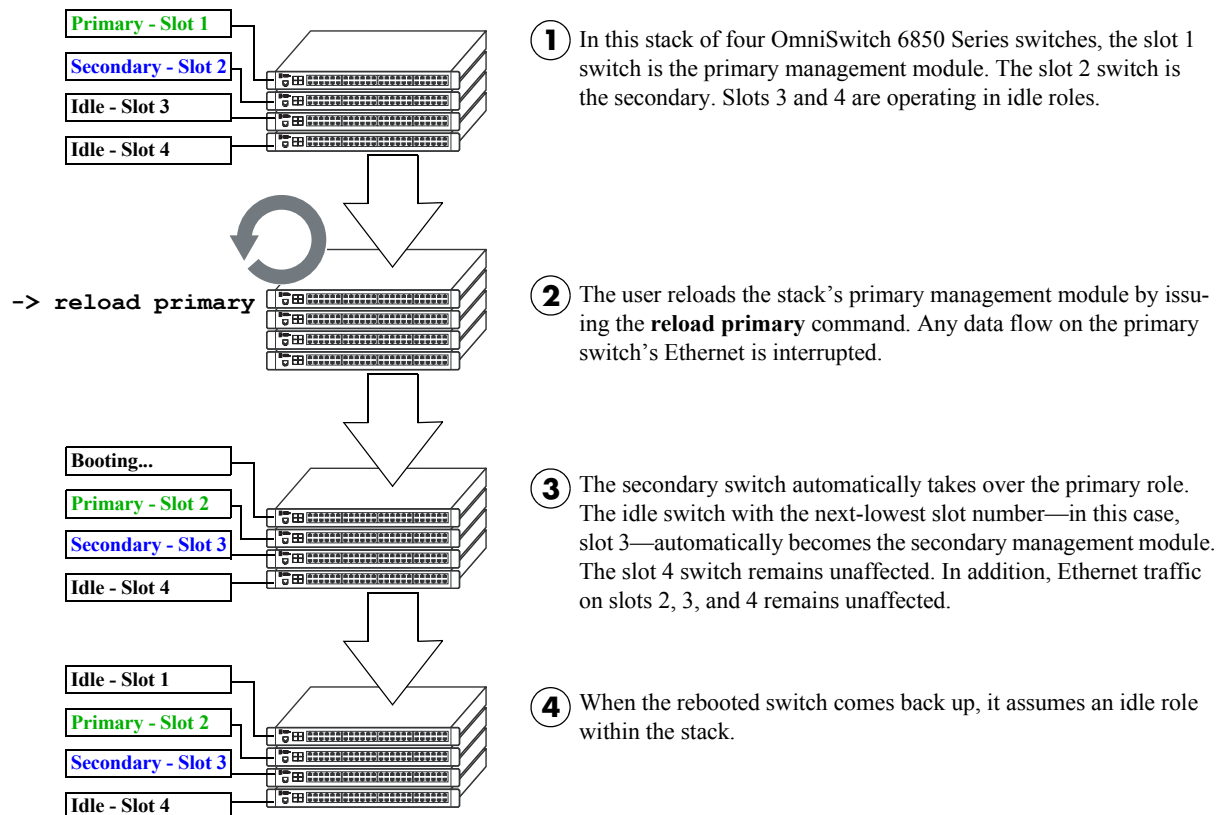 Primary - Slot 1
Secondary - Slot 2
Idle - Slot 3
Idle - Slot 4
1 In this stack of four OmniSwitch 6850 Series switches, the slot 1
switch is the primary management module. The slot 2 switch is
the secondary. Slots 3 and 4 are operating in idle roles.
-> reload primary
2 The user reloads the stack’s primary management module by issu-
ing the reload primary command. Any data flow on the primary
switch’s Ethernet is interrupted.
Booting...
Primary - Slot 2
Secondary - Slot 3
Idle - Slot 4
3 The secondary switch automatically takes over the primary role.
The idle switch with the next-lowest slot number—in this case,
slot 3—automatically becomes the secondary management module.
The slot 4 switch remains unaffected. In addition, Ethernet traffic
on slots 2, 3, and 4 remains unaffected.
Idle - Slot 1
Primary - Slot 2
Secondary - Slot 3
Idle - Slot 4
4 When the rebooted switch comes back up, it assumes an idle role
within the stack.